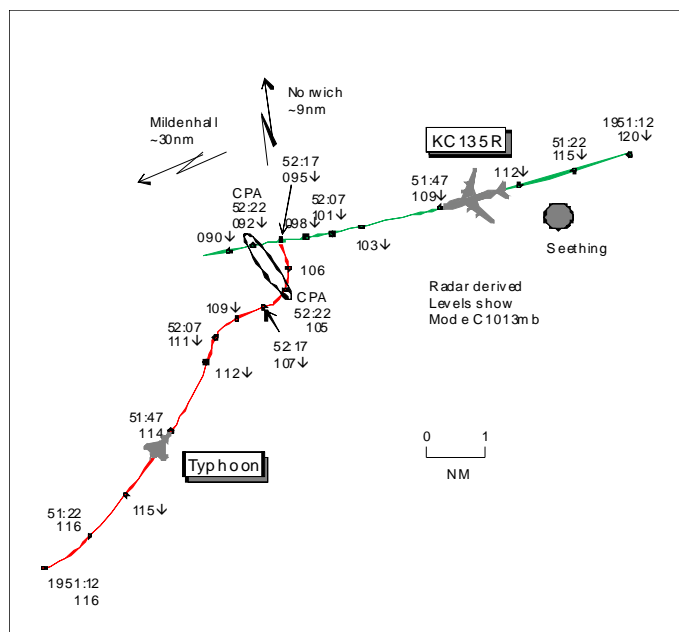 Norwich
~9nm
Mildenhall
~30nm
KC135R
1951:12
120↓
51:22
115↓
112↓
51:47
109↓
52:17
095↓
52:07
101↓
098↓
103↓
CPA
52:22
092↓
090↓
Seething
106
CPA
52:22
105
Radar derived
Levels show
Mode C 1013mb
109↓
52:07
111↓
52:17
107↓
112↓
51:47
114
0 1
NM
Typhoon
115↓
51:22
116
1951:12
116